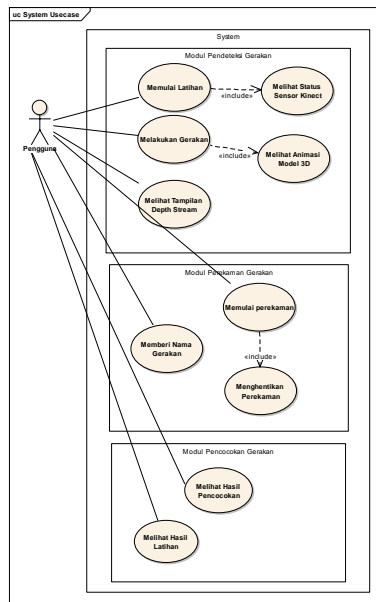 uc System Usecase
System
Modul Pendeteksi Gerakan
Memulai Latihan
«include»
Melihat Status
Sensor Kinect
Pengguna
Melakukan Gerakan
«include»
Melihat Animasi
Model 3D
Melihat Tampilan
Depth Stream
Modul Perekaman Gerakan
Memulai perekaman
Memberi Nama
Gerakan
«include»
Menghentikan
Perekaman
Modul Pencocokan Gerakan
Melihat Hasil
Pencocokan
Melihat Hasil
Latihan